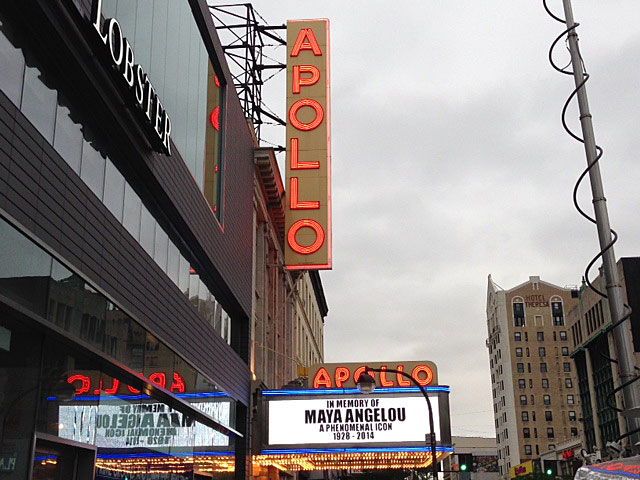 LOBSTER
APOLLO
HOTEL
THERESA
APOLLO
IN MEMORY OF
MAYA ANGELOU
A PHENOMENAL ICON
1928 - 2014